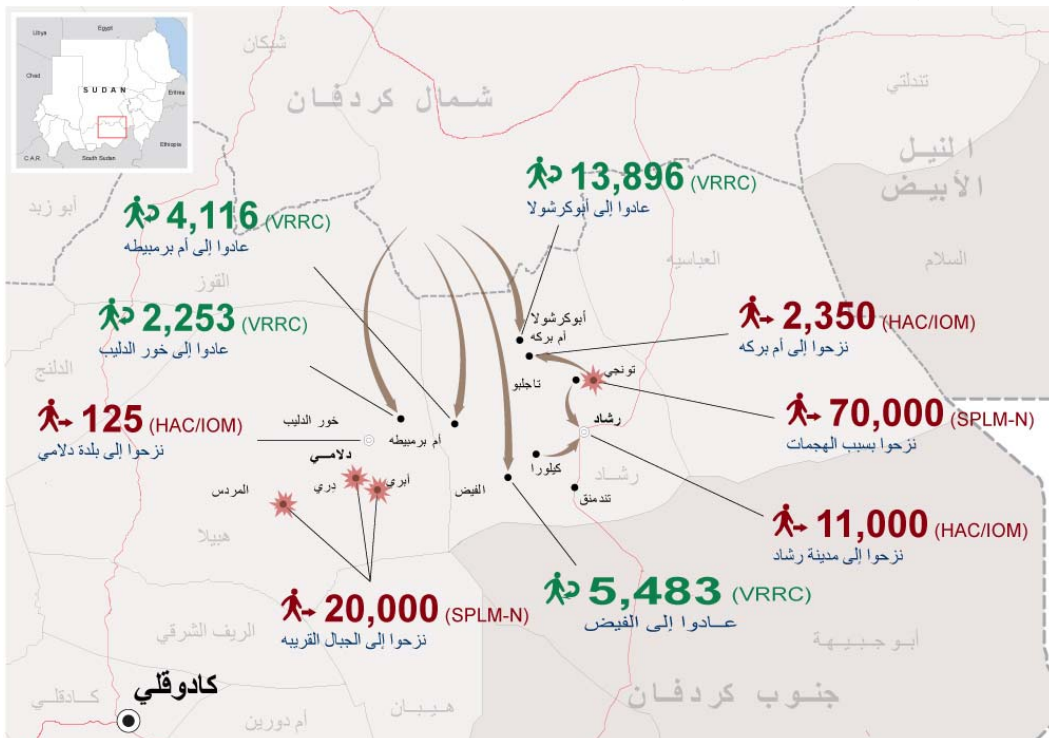 Libya
Egypt
Chad
SUDAN
Eritrea
Ethiopia
C.A.R.
South Sudan
شيكان
تندلتي
شمال كردفان
النيل
الأبيض
أبو زبد
13,896 (VRRC)
عادوا إلى أبوكرشولا
4,116 (VRRC)
عادوا إلى أم برمبيطه
العباسيه
السلام
القوز
2,253 (VRRC)
عادوا إلى خور الدليب
أبوكرشولا
أم بركه
2,350 (HAC/IOM)
نزحوا إلى أم بركه
الدلنج
تونجي
تاجلبو
125 (HAC/IOM)
نزحوا إلى بلدة دلامي
خور الدليب
أم برمبيطه
رشاد
70,000 (SPLM-N)
نزحوا بسبب الهجمات
دلامي
كيلورا
رشاد
المردس
دري
أبري
الفيض
تندمنق
11,000 (HAC/IOM)
نزحوا إلى مدينة رشاد
هبيلا
20,000 (SPLM-N)
نزحوا إلى الجبال القريبه
5,483 (VRRC)
عادوا إلى الفيض
الريف الشرقي
أبو جبيهة
كادوقلي
جنوب كردفان
كادقلي
أم دورين
هيبان